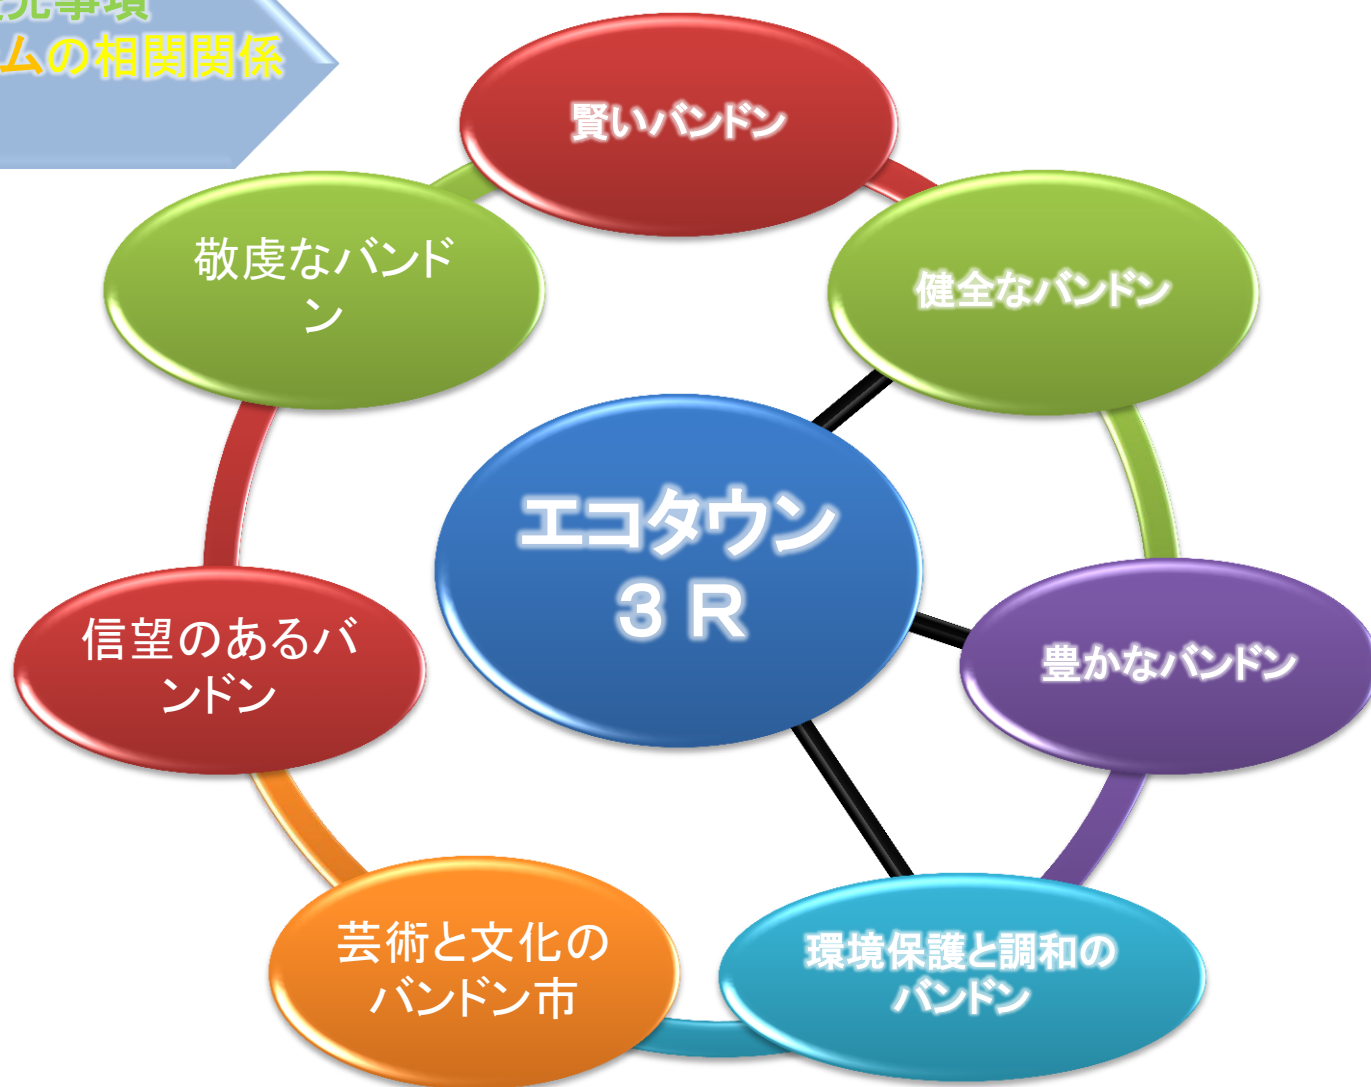 先事項
ムの相関関係
賢いバンドン
健全なバンドン
敬虔なバンド
ン
エコタウン
３Ｒ
豊かなバンドン
信望のあるバ
ンドン
芸術と文化の
バンドン市
環境保護と調和の
バンドン